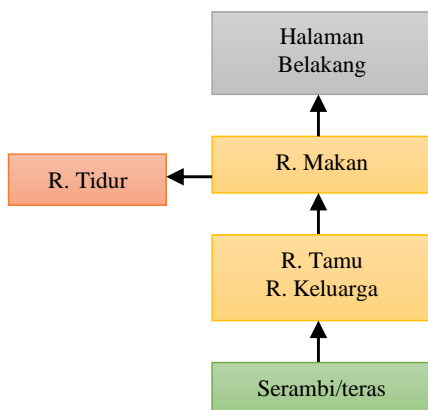 Halaman
Belakang
R. Makan
R. Tidur
R. Tamu
R. Keluarga
Serambi/teras